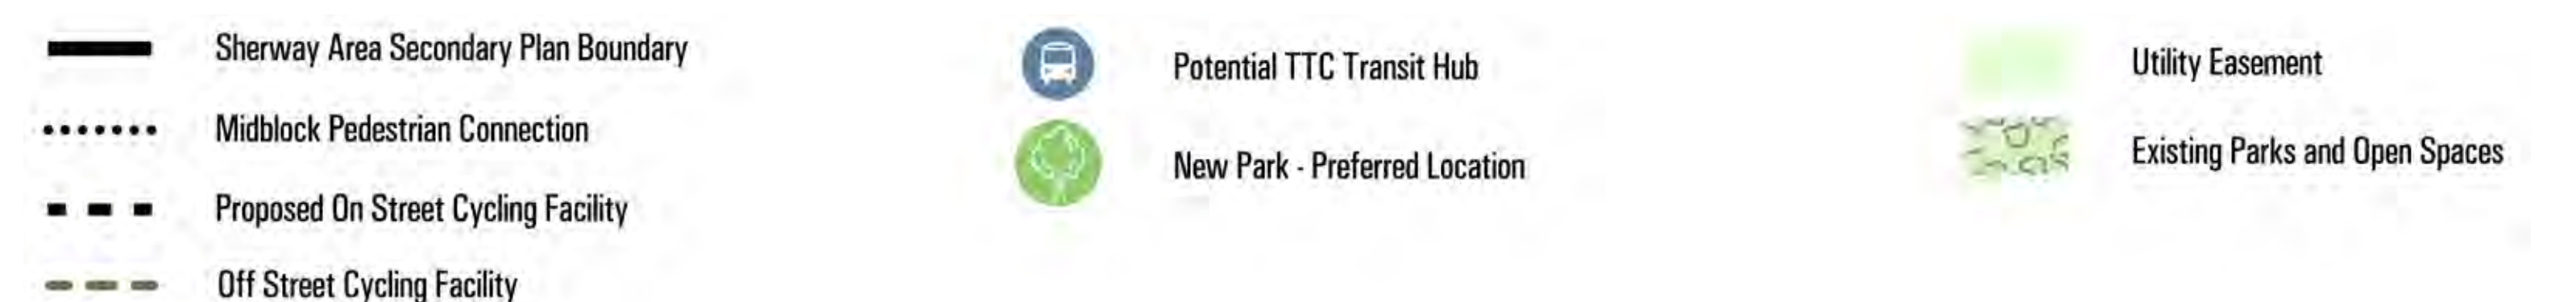 Sherway Area Secondary Plan Boundary
Midblock Pedestrian Connection
Proposed On Street Cycling Facility
Off Street Cycling Facility
Potential TTC Transit Hub
New Park - Preferred Location
Utility Easement
Existing Parks and Open Spaces